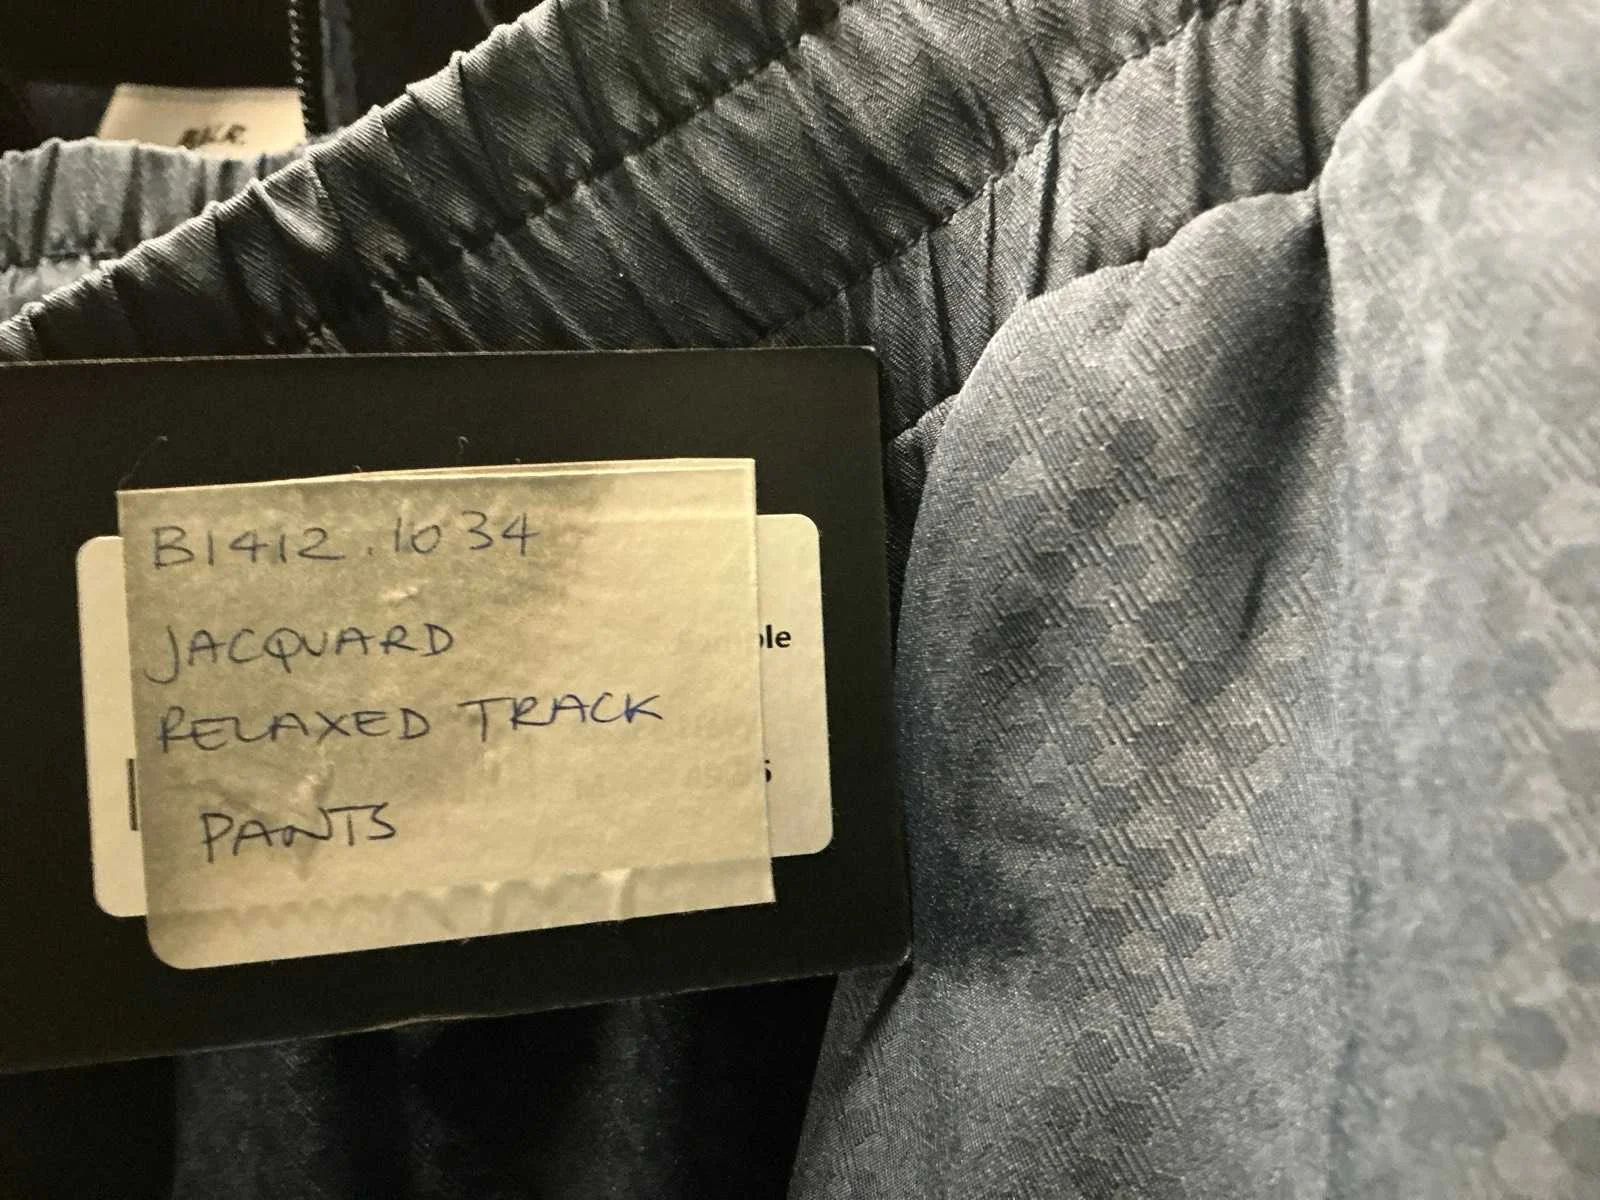 B1412.1034
JACQUARD
RELAXED TRACK
PANTS